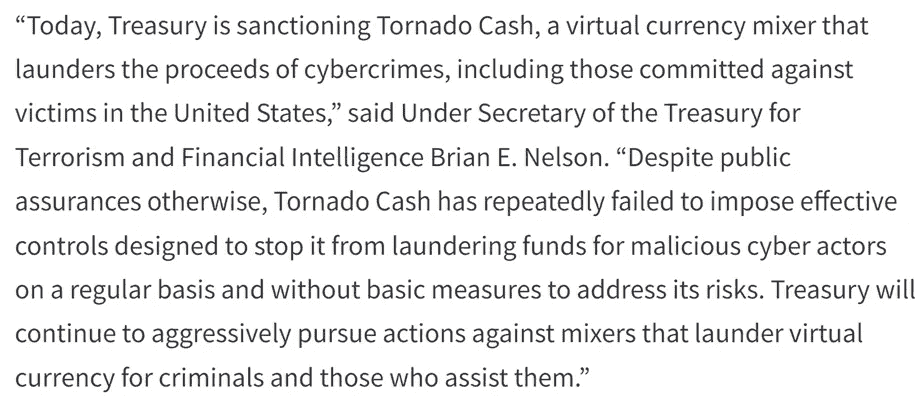 “Today, Treasury is sanctioning Tornado Cash, a virtual currency mixer that
launders the proceeds of cybercrimes, including those committed against
victims in the United States,” said Under Secretary of the Treasury for
Terrorism and Financial Intelligence Brian E. Nelson. “Despite public
assurances otherwise, Tornado Cash has repeatedly failed to impose effective
controls designed to stop it from laundering funds for malicious cyber actors
on a regular basis and without basic measures to address its risks. Treasury will
continue to aggressively pursue actions against mixers that launder virtual
currency for criminals and those who assist them.”